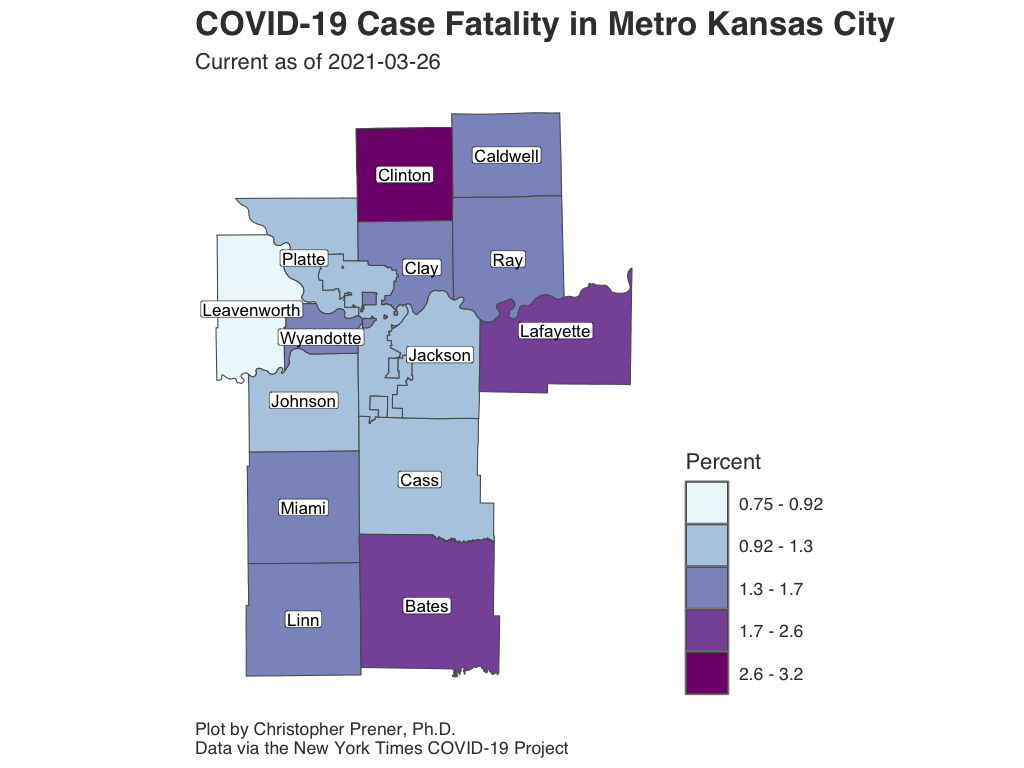 COVID-19 Case Fatality in Metro Kansas City
Current as of 2021-03-26
Caldwell
Clinton
Platte
Clay
Ray
Leavenworth
Wyandotte
Lafayette
Jackson
Johnson
Cass
Miami
Bates
Linn
Percent
0.75 - 0.92
0.92 - 1.3
1.3 - 1.7
1.7 - 2.6
2.6 - 3.2
Plot by Christopher Prener, Ph.D.
Data via the New York Times COVID-19 Project